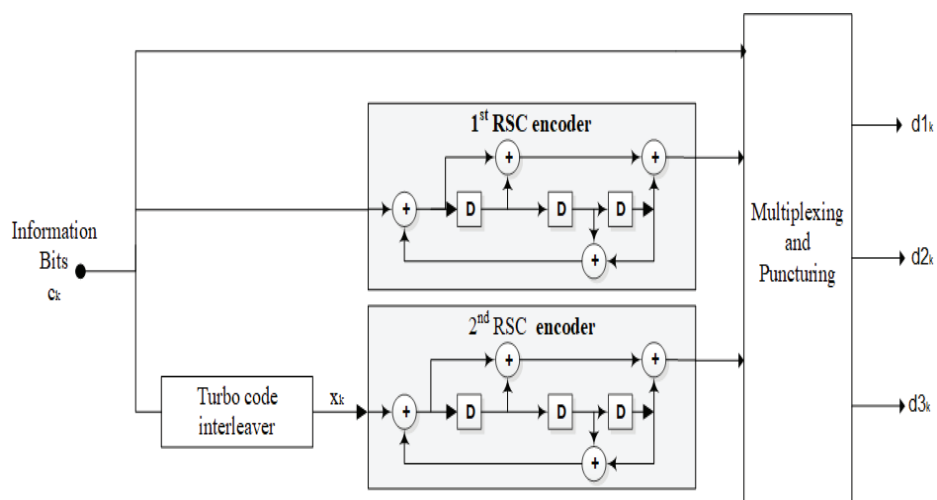 1st RSC encoder
+
+
+
D
D
D
+
Information
Bits
ck
Multiplexing
and
Puncturing
d1k
d2k
d3k
2nd RSC encoder
+
+
+
D
D
D
+
Turbo code
interleaver
xk